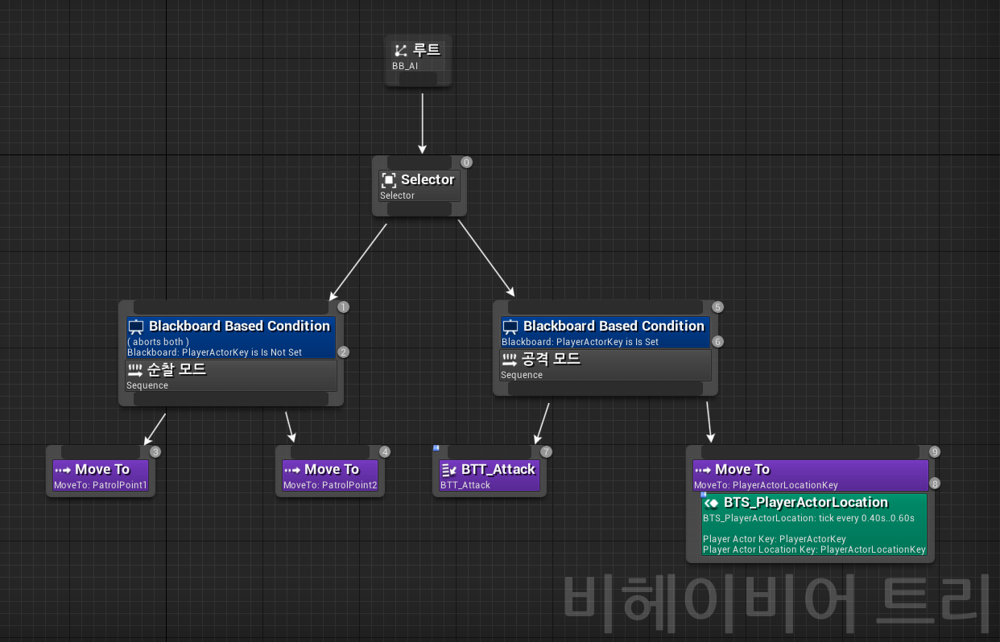 루트
BB_AI
0
Selector
Selector
1
Blackboard Based Condition
( aborts both )
Blackboard: PlayerActorKey is Is Not Set
2
순찰 모드
Sequence
5
Blackboard Based Condition
Blackboard: PlayerActorKey is Is Set
6
공격 모드
Sequence
3
Move To
MoveTo: PatrolPoint1
4
Move To
MoveTo: PatrolPoint2
7
BTT_Attack
BTT_Attack
9
Move To
MoveTo: PlayerActorLocationKey
8
BTS_PlayerActorLocation
BTS_PlayerActorLocation: tick every 0.40s..0.60s
Player Actor Key: PlayerActorKey
Player Actor Location Key: PlayerActorLocationKey
비헤이비어 트리